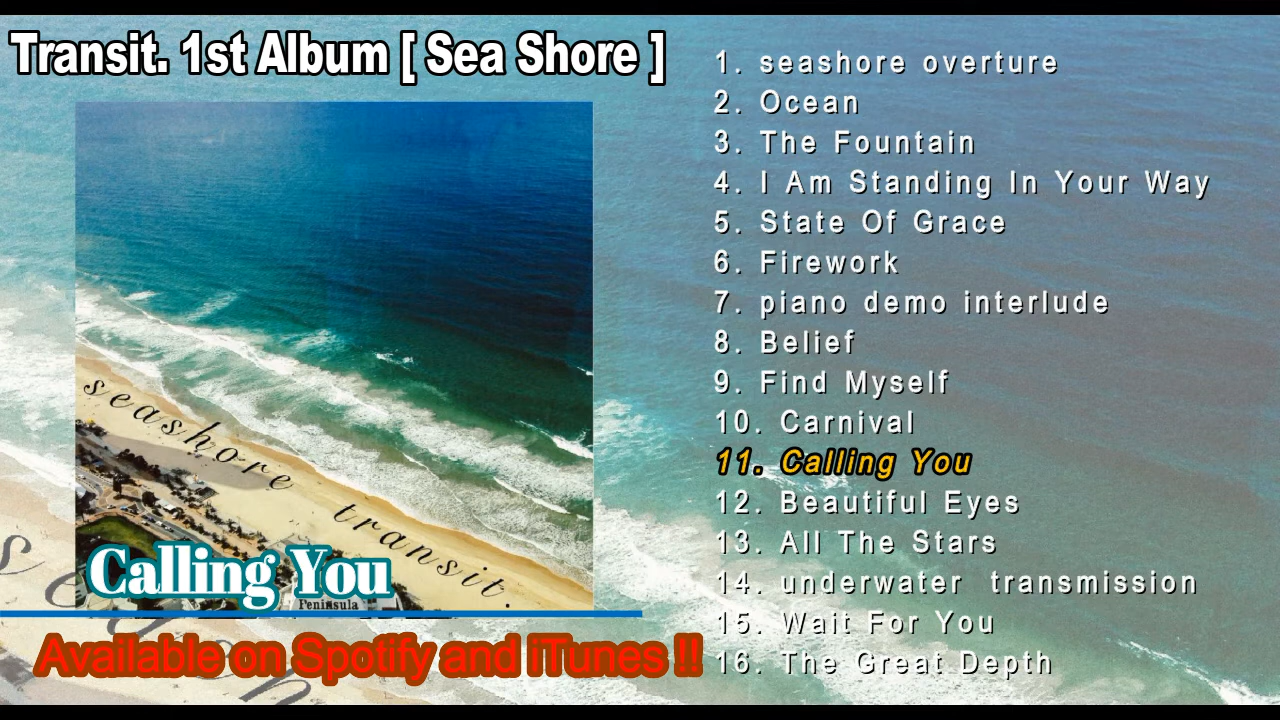 Transit. 1st Album [ Sea Shore ]
1. seashore overture
2. Ocean
3. The Fountain
4. I Am Standing In Your Way
5. State Of Grace
6. Firework
7. piano demo interlude
8. Belief
9. Find Myself
10. Carnival
11. Calling You
12. Beautiful Eyes
13. All The Stars
14. underwater transmission
15. Wait For You
16. The Great Depth
seashore transit.
Calling You
Peninsula
Available on Spotify and iTunes !!